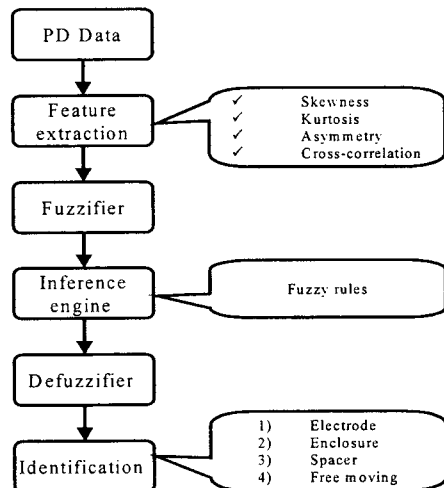 PD Data
Feature
extraction
✓ Skewness
✓ Kurtosis
✓ Asymmetry
✓ Cross-correlation
Fuzzifier
Inference
engine
Fuzzy rules
Defuzzifier
Identification
1) Electrode
2) Enclosure
3) Spacer
4) Free moving